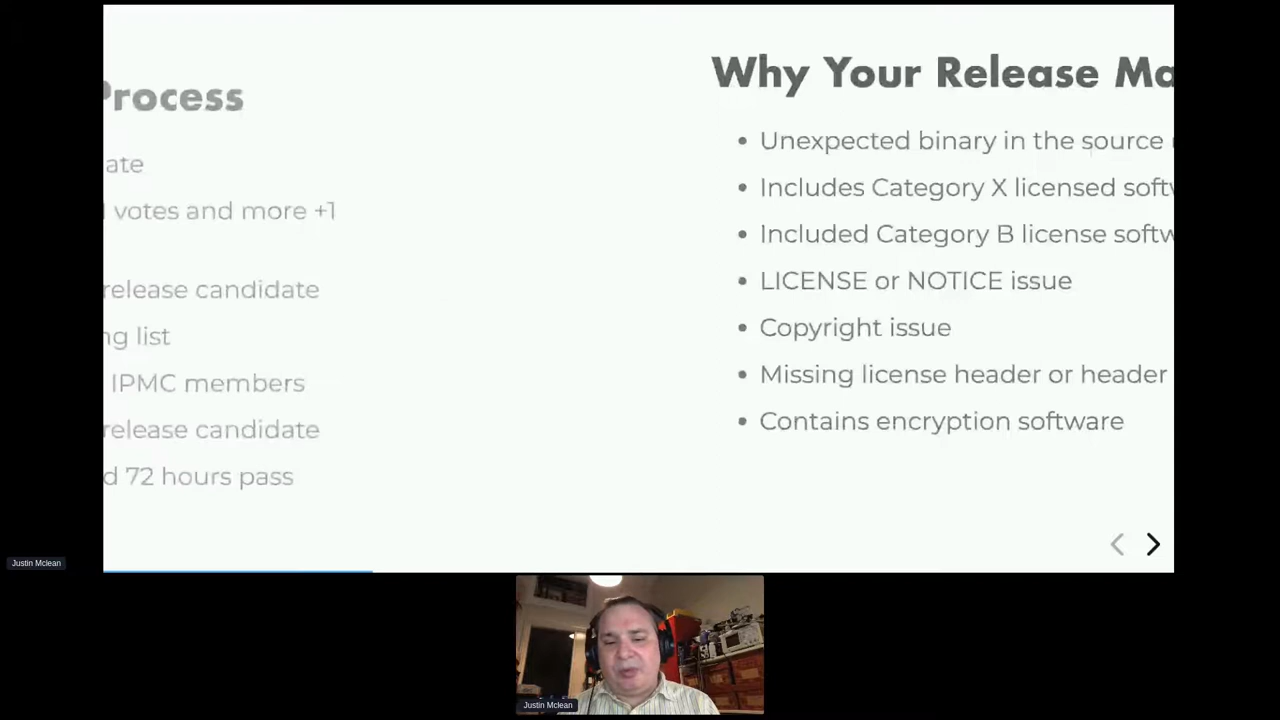 Process
ate
votes and more +1
release candidate
ng list
IPMC members
release candidate
d 72 hours pass
Why Your Release Ma
Unexpected binary in the source
Includes Category X licensed softw
Included Category B license softw
LICENSE or NOTICE issue
Copyright issue
Missing license header or header
Contains encryption software
Justin Mclean
Justin Mclean